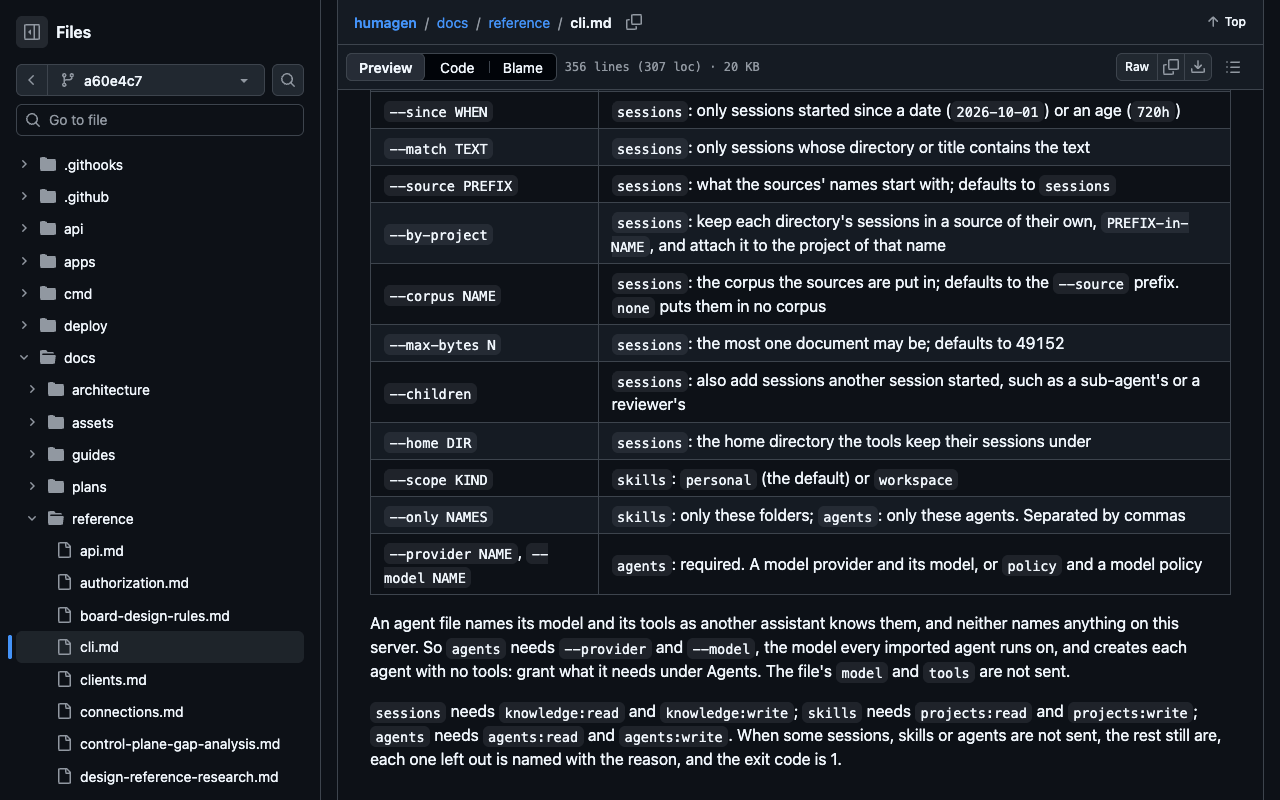 Files
humagen / docs / reference / cli.md
Top
a60e4c7
Preview Code Blame 356 lines (307 loc) · 20 KB
Raw
Go to file
.githooks
.github
api
apps
cmd
deploy
docs
architecture
assets
guides
plans
reference
api.md
authorization.md
board-design-rules.md
cli.md
clients.md
connections.md
control-plane-gap-analysis.md
design-reference-research.md
--since WHEN sessions: only sessions started since a date (2026-10-01) or an age (720h)
--match TEXT sessions: only sessions whose directory or title contains the text
--source PREFIX sessions: what the sources' names start with; defaults to sessions
--by-project sessions: keep each directory's sessions in a source of their own, PREFIX-in-
NAME, and attach it to the project of that name
--corpus NAME sessions: the corpus the sources are put in; defaults to the --source prefix.
none puts them in no corpus
--max-bytes N sessions: the most one document may be; defaults to 49152
--children sessions: also add sessions another session started, such as a sub-agent's or a
reviewer's
--home DIR sessions: the home directory the tools keep their sessions under
--scope KIND skills: personal (the default) or workspace
--only NAMES skills: only these folders; agents: only these agents. Separated by commas
--provider NAME, --
model NAME
agents: required. A model provider and its model, or policy and a model policy
An agent file names its model and its tools as another assistant knows them, and neither names anything on this
server. So agents needs --provider and --model, the model every imported agent runs on, and creates each
agent with no tools: grant what it needs under Agents. The file's model and tools are not sent.
sessions needs knowledge:read and knowledge:write; skills needs projects:read and projects:write;
agents needs agents:read and agents:write. When some sessions, skills or agents are not sent, the rest still are,
each one left out is named with the reason, and the exit code is 1.